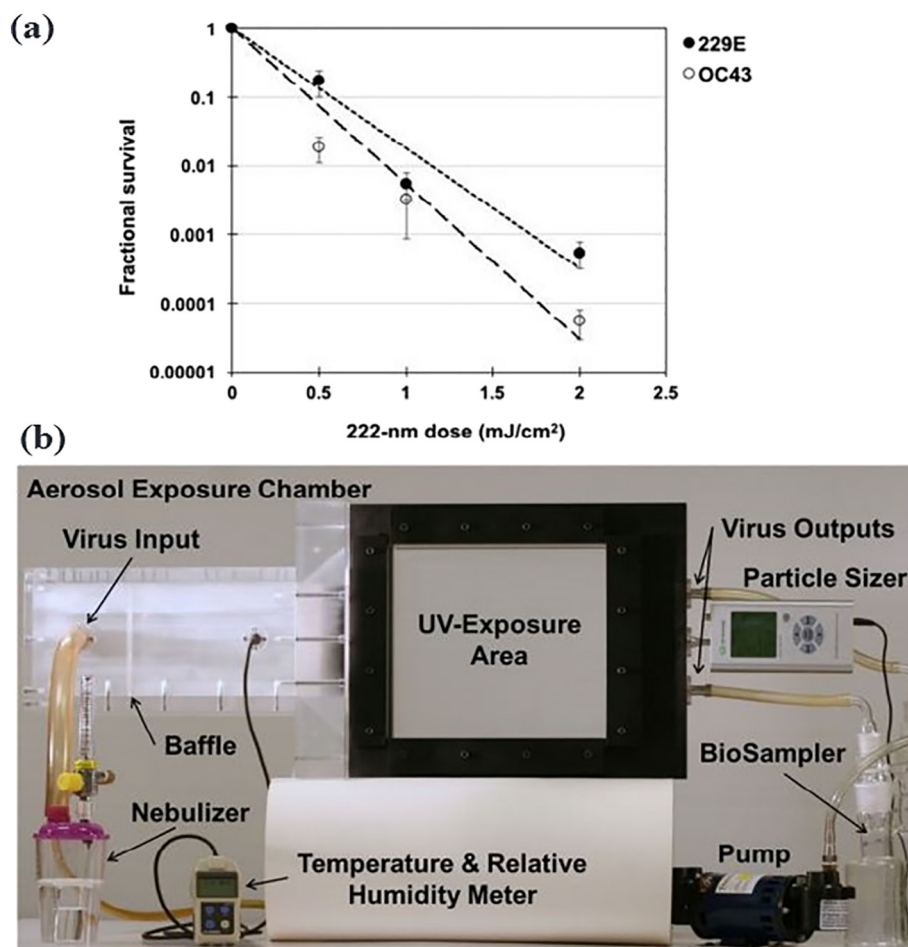 (a)
1
0.1
0.01
0.001
0.0001
0.00001
Fractional survival
0
0.5
1
1.5
2
2.5
222-nm dose (mJ/cm²)
229E
OC43
(b)
Aerosol Exposure Chamber
Virus Input
Virus Outputs
Particle Sizer
UV-Exposure
Area
Baffle
BioSampler
Nebulizer
Temperature & Relative
Humidity Meter
Pump